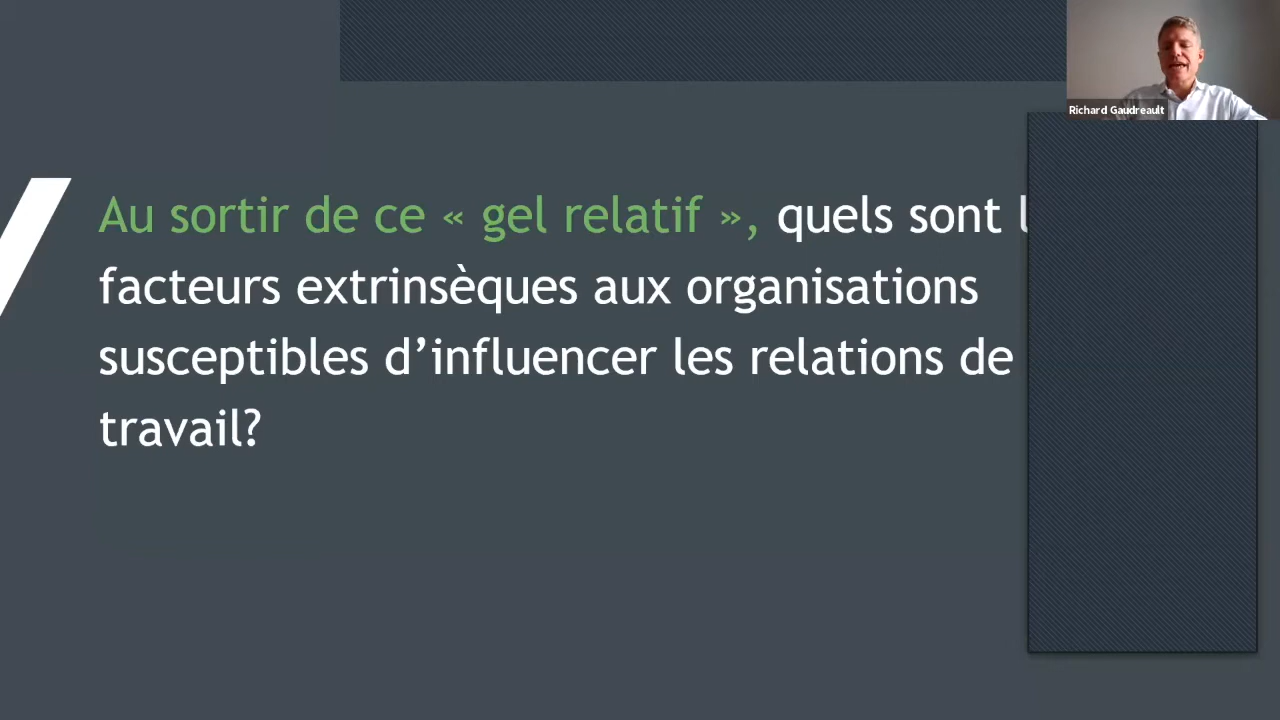 Richard Gaudreault
Au sortir de ce « gel relatif », quels sont l
facteurs extrinsèques aux organisations
susceptibles d’influencer les relations de
travail?